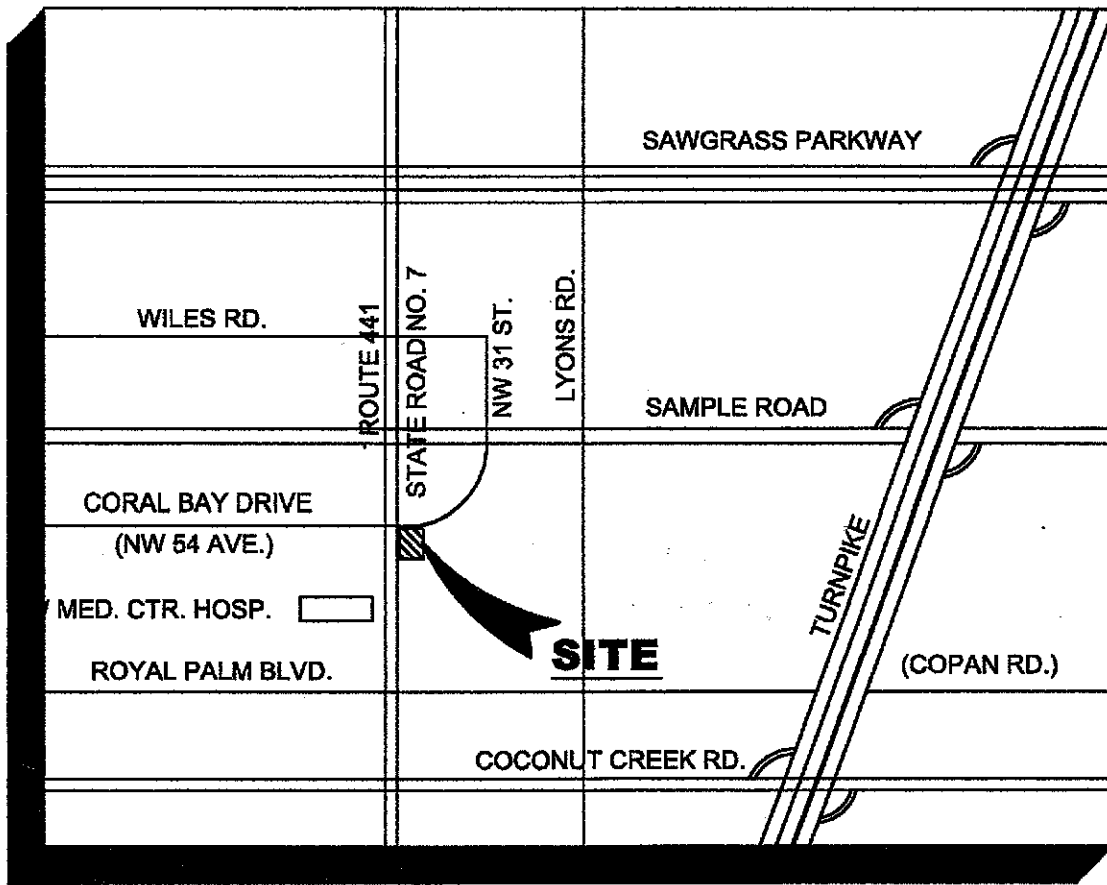 SAWGRASS PARKWAY
WILES RD.
ROUTE 441
STATE ROAD NO. 7
NW 31 ST.
LYONS RD.
SAMPLE ROAD
CORAL BAY DRIVE
(NW 54 AVE.)
TURNPIKE
MED. CTR. HOSP.
SITE
ROYAL PALM BLVD.
(COPAN RD.)
COCONUT CREEK RD.